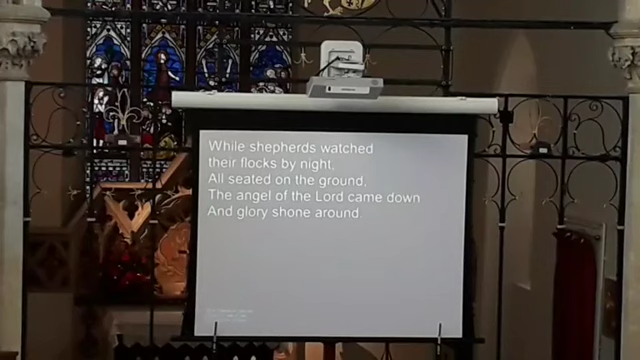 While shepherds watched
their flocks by night,
All seated on the ground,
The angel of the Lord came down
And glory shone around.